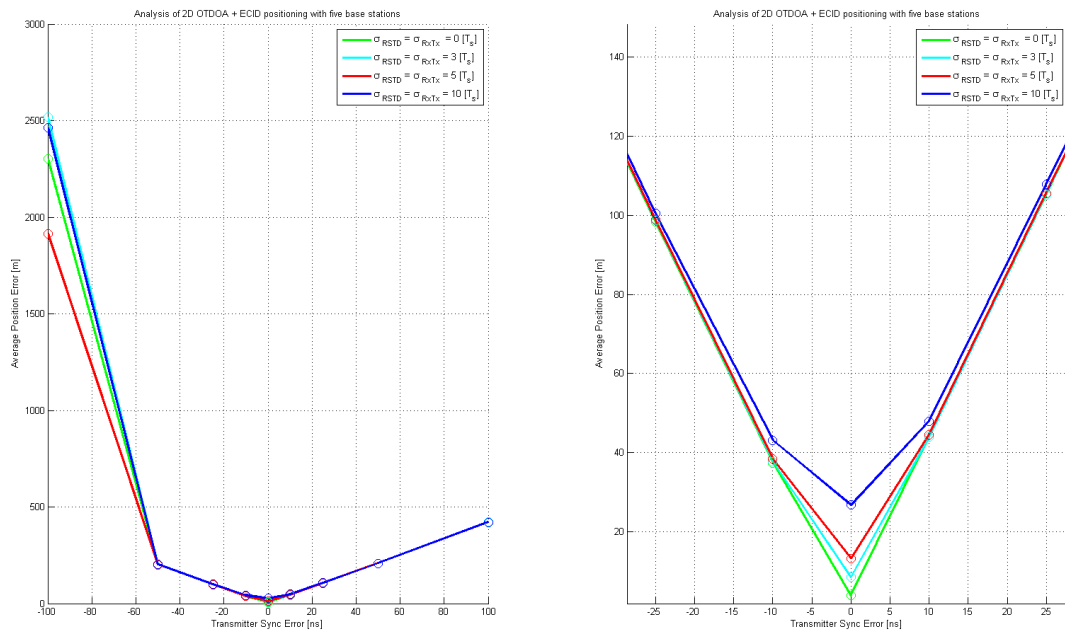 Analysis of 2D OTDOA + ECID positioning with five base stations
3000
2500
2000
1500
1000
500
0
Average Position Error [m]
σ RSTD = σ RxTx = 0 [Ts]
σ RSTD = σ RxTx = 3 [Ts]
σ RSTD = σ RxTx = 5 [Ts]
σ RSTD = σ RxTx = 10 [Ts]
-100 -80 -60 -40 -20 0 20 40 60 80 100
Transmitter Sync Error [ns]
Analysis of 2D OTDOA + ECID positioning with five base stations
140
120
100
80
60
40
20
Average Position Error [m]
σ RSTD = σ RxTx = 0 [Ts]
σ RSTD = σ RxTx = 3 [Ts]
σ RSTD = σ RxTx = 5 [Ts]
σ RSTD = σ RxTx = 10 [Ts]
-25 -20 -15 -10 -5 0 5 10 15 20 25
Transmitter Sync Error [ns]